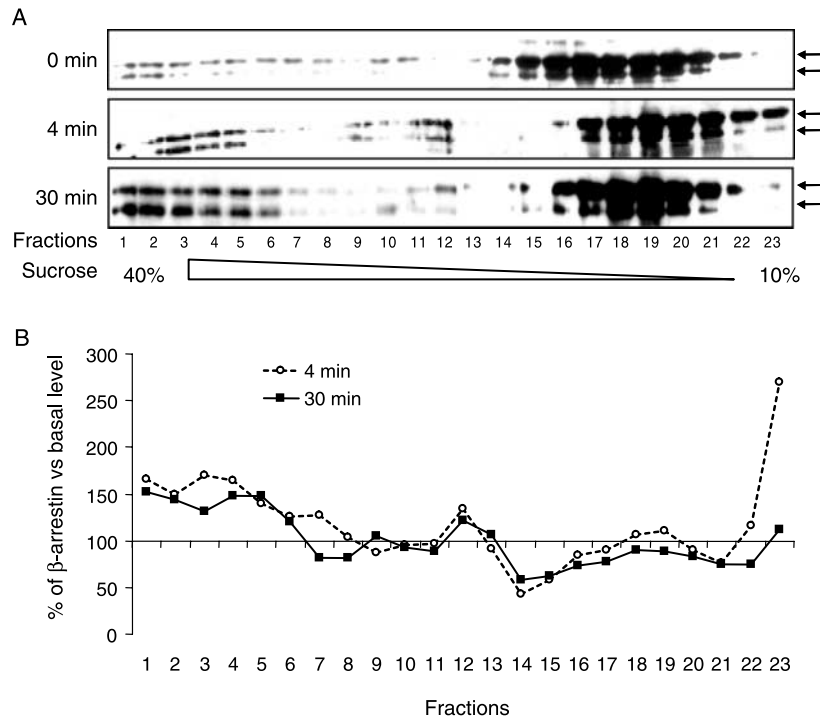 A
0 min
4 min
30 min
Fractions 1 2 3 4 5 6 7 8 9 10 11 12 13 14 15 16 17 18 19 20 21 22 23
Sucrose 40% 10%
B
% of β-arrestin vs basal level
300
250
200
150
100
50
0
4 min
30 min
1 2 3 4 5 6 7 8 9 10 11 12 13 14 15 16 17 18 19 20 21 22 23
Fractions